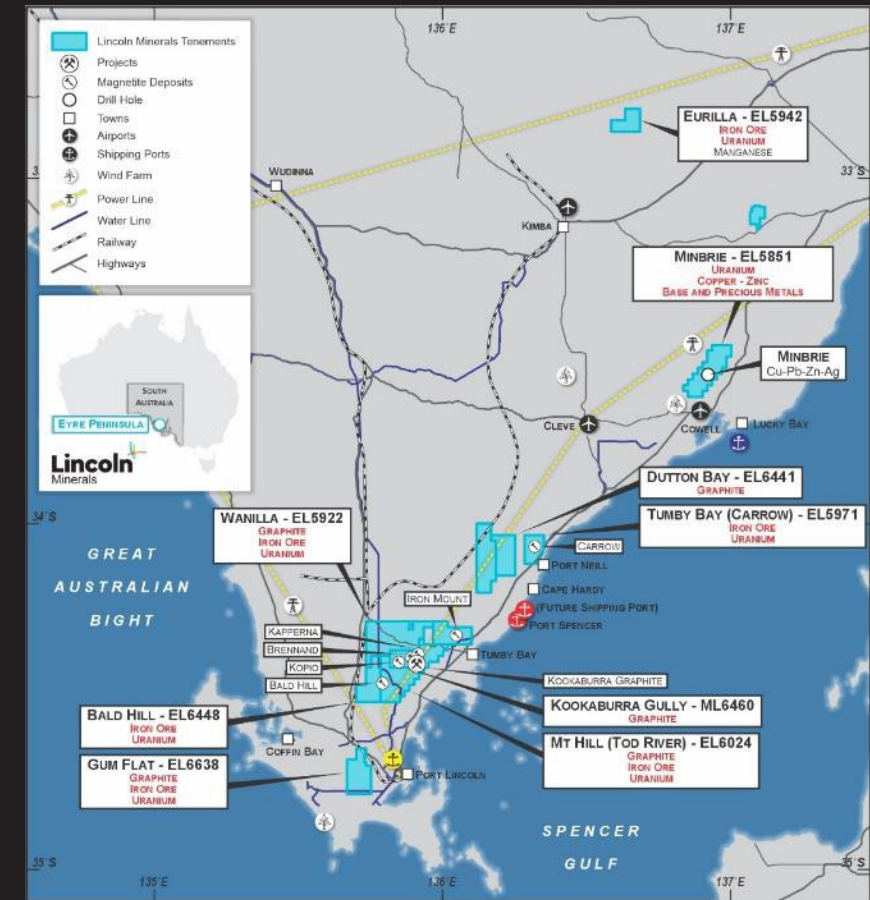 136°E
137°E
Lincoln Minerals Tenements
Projects
Magnetite Deposits
Drill Hole
Towns
Airports
Shipping Ports
Wind Farm
Power Line
Water Line
Railway
Highways
EURILLA - EL5942
IRON ORE
URANIUM
MANGANESE
33°S
33°S
WUDINNA
KIMBA
MINBRIE - EL5851
URANIUM
COPPER - ZINC
BASE AND PRECIOUS METALS
MINBRIE
Cu-Pb-Zn-Ag
SOUTH
AUSTRALIA
EYRE PENINSULA
Lincoln
Minerals
CLEVE
COWELL
LUCKY BAY
DUTTON BAY - EL6441
GRAPHITE
WANILLA - EL5922
GRAPHITE
IRON ORE
URANIUM
TUMBY BAY (CARROW) - EL5971
IRON ORE
URANIUM
34°S
34°S
CARROW
PORT NEILL
GREAT
AUSTRALIAN
BIGHT
CAPE HARDY
IRON MOUNT
(FUTURE SHIPPING PORT)
PORT SPENCER
KAPPERNA
BRENNAND
KOPIO
BALD HILL
TUMBY BAY
KOOKABURRA GRAPHITE
KOOKABURRA GULLY - ML6460
GRAPHITE
BALD HILL - EL6448
IRON ORE
URANIUM
MT HILL (TOD RIVER) - EL6024
GRAPHITE
IRON ORE
URANIUM
COFFIN BAY
GUM FLAT - EL6638
GRAPHITE
IRON ORE
URANIUM
PORT LINCOLN
SPENCER
GULF
35°S
35°S
135°E
136°E
137°E